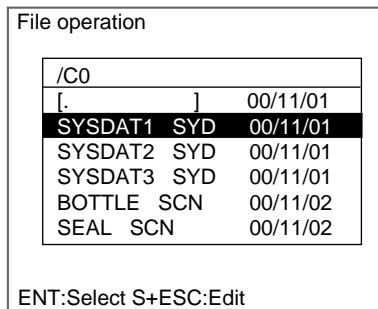 File operation
/C0
[. ] 00/11/01
SYSDAT1 SYD 00/11/01
SYSDAT2 SYD 00/11/01
SYSDAT3 SYD 00/11/01
BOTTLE SCN 00/11/02
SEAL SCN 00/11/02
ENT:Select S+ESC:Edit